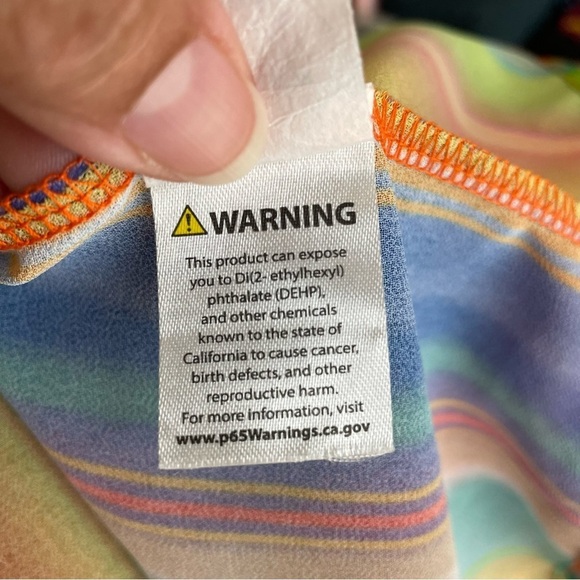 WARNING
This product can expose
you to Di(2- ethylhexyl)
phthalate (DEHP),
and other chemicals
known to the state of
California to cause cancer,
birth defects, and other
reproductive harm.
For more information, visit
www.p65Warnings.ca.gov